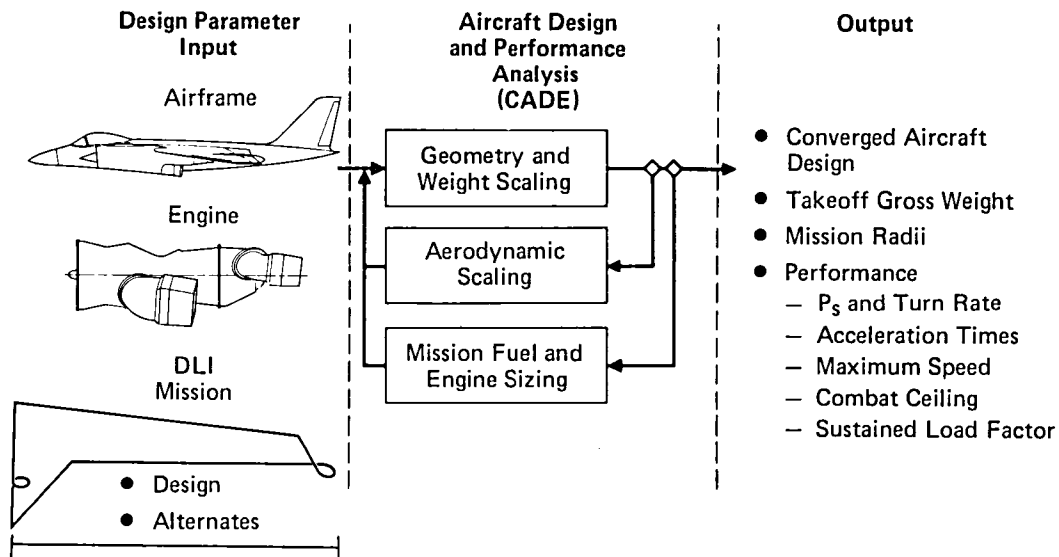 Design Parameter
Input
Airframe
Engine
DLI
Mission
● Design
● Alternates
Aircraft Design
and Performance
Analysis
(CADE)
Geometry and
Weight Scaling
Aerodynamic
Scaling
Mission Fuel and
Engine Sizing
Output
● Converged Aircraft
Design
● Takeoff Gross Weight
● Mission Radii
● Performance
– Ps and Turn Rate
– Acceleration Times
– Maximum Speed
– Combat Ceiling
– Sustained Load Factor